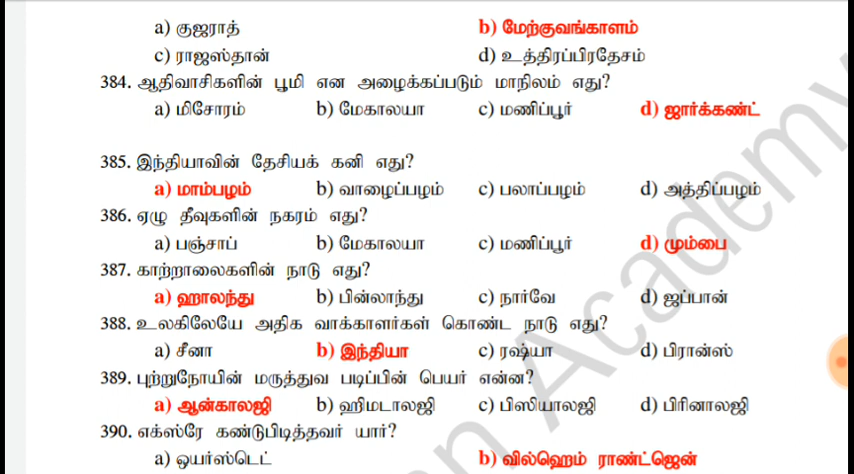 a) குஜராத் b) மேற்குவங்காளம்
c) ராஜஸ்தான் d) உத்திரப்பிரதேசம்
384. ஆதிவாசிகளின் பூமி என அழைக்கப்படும் மாநிலம் எது?
a) மிசோரம் b) மேகாலயா c) மணிப்பூர் d) ஜார்க்கண்ட்
385. இந்தியாவின் தேசியக் கனி எது?
a) மாம்பழம் b) வாழைப்பழம் c) பலாப்பழம் d) அத்திப்பழம்
386. ஏழு தீவுகளின் நகரம் எது?
a) பஞ்சாப் b) மேகாலயா c) மணிப்பூர் d) மும்பை
387. காற்றாலைகளின் நாடு எது?
a) ஹாலந்து b) பின்லாந்து c) நார்வே d) ஜப்பான்
388. உலகிலேயே அதிக வாக்காளர்கள் கொண்ட நாடு எது?
a) சீனா b) இந்தியா c) ரஷ்யா d) பிரான்ஸ்
389. புற்றுநோயின் மருத்துவ படிப்பின் பெயர் என்ன?
a) ஆன்காலஜி b) ஹிமடாலஜி c) பிஸியாலஜி d) பிரினாலஜி
390. எக்ஸ்ரே கண்டுபிடித்தவர் யார்?
a) ஒயர்ஸ்டெட் b) வில்ஹெம் ராண்ட்ஜென்
Academy